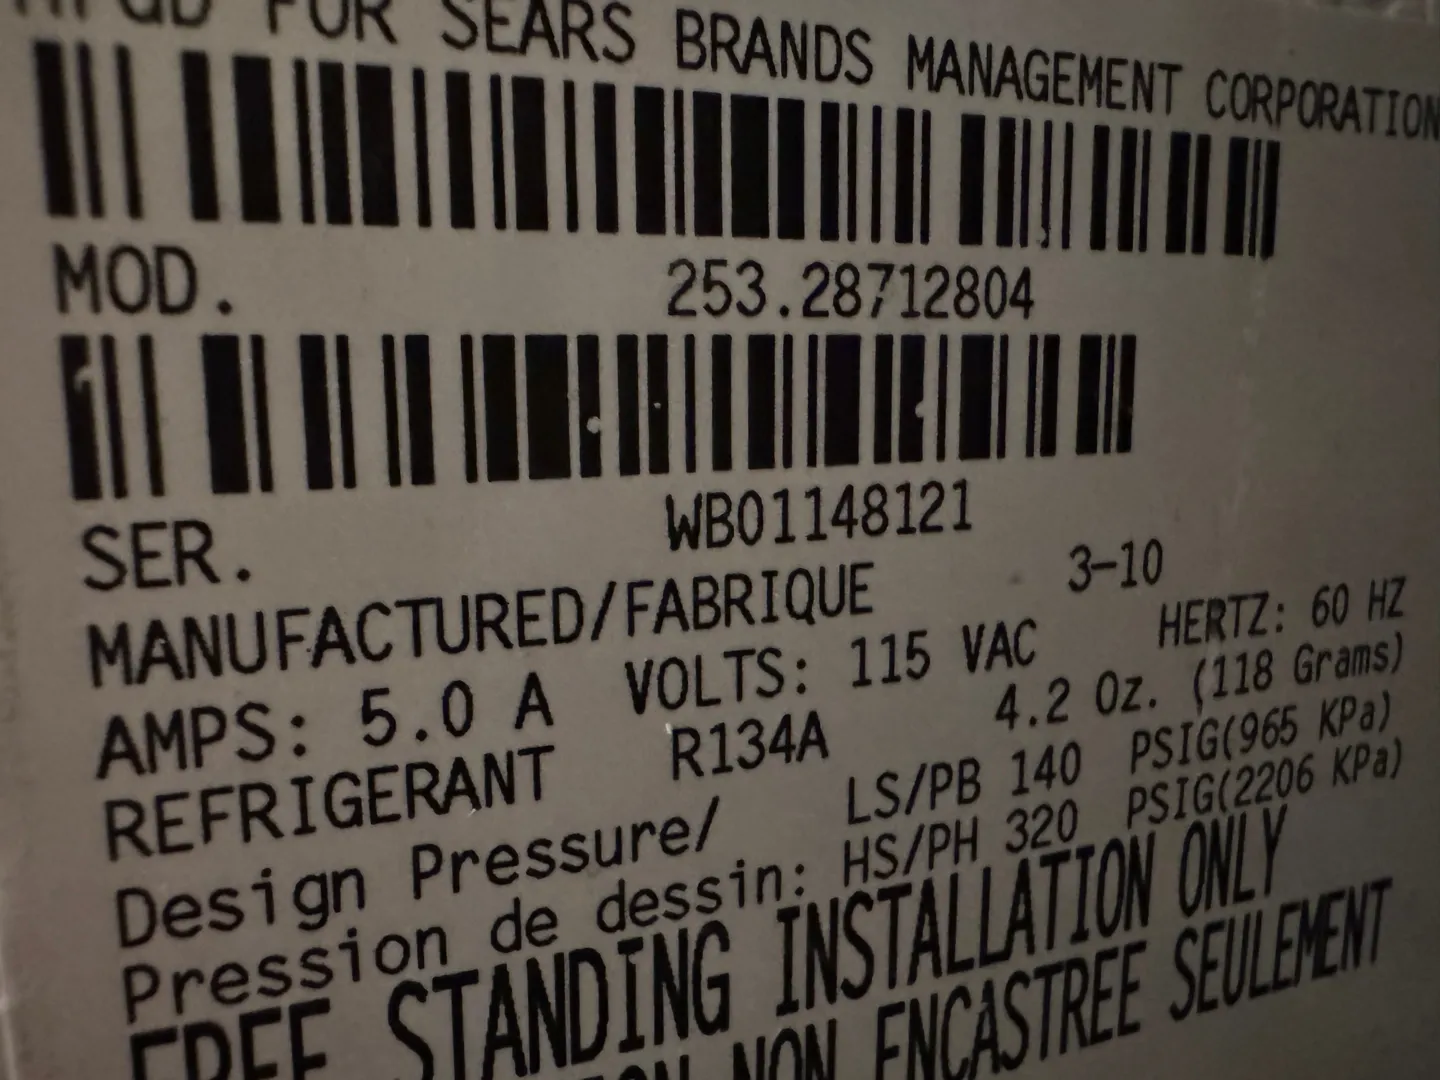 FOR SEARS BRANDS MANAGEMENT CORPORATION
MOD. 253.28712804
SER. WB01148121
MANUFACTURED/FABRIQUE 3-10
AMPS: 5.0 A VOLTS: 115 VAC HERTZ: 60 HZ
REFRIGERANT R134A 4.2 Oz. (118 Grams)
Design Pressure/ LS/PB 140 PSIG(965 KPa)
Pression de dessin: HS/PH 320 PSIG(2206 KPa)
FREE STANDING INSTALLATION ONLY
NON ENCASTREE SEULEMENT